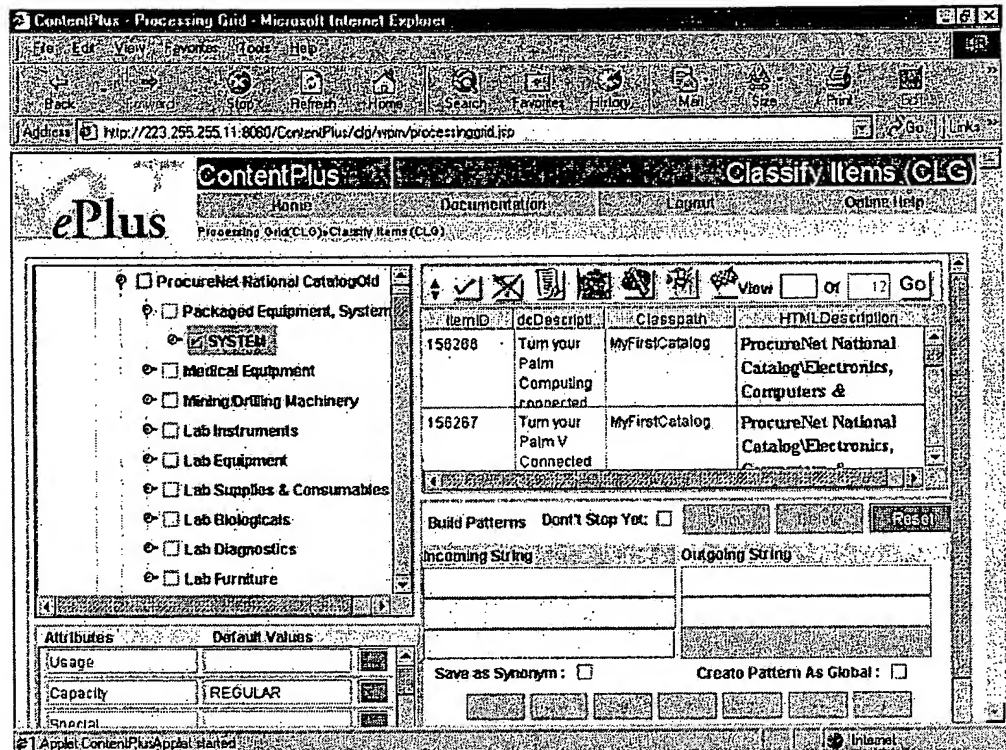 ContentPlus - Processing Grid - Microsoft Internet Explorer
File Edit View Favorites Tools Help
Back Forward Stop Refresh Home Search Favorites History Mail Size Print Edit
Address http://223.255.255.11:8080/ContentPlus/clg/wpm/processinggrid.jsp Go Links
ePlus
ContentPlus Classify Items (CLG)
Home Documentation Logout Online Help
Processing Grid(CLG)>Classify Items (CLG)
ProcureNet National CatalogOld
Packaged Equipment, System
SYSTEM
Medical Equipment
Mining/Drilling Machinery
Lab Instruments
Lab Equipment
Lab Supplies & Consumables
Lab Biologicals
Lab Diagnostics
Lab Furniture
Attributes Default Values
Usage
Capacity REGULAR
Special
View Of 12 Go
ItemID dcDescripti Classpath HTMLDescription
156268 Turn your Palm Computing connected MyFirstCatalog ProcureNet National Catalog\Electronics, Computers &
156267 Turn your Palm V Connected MyFirstCatalog ProcureNet National Catalog\Electronics, Computers &
Build Patterns Don't Stop Yet: Reset
Incoming String Outgoing String
Save as Synonym : Create Pattern As Global :
Applet ContentPlusApplet started Internet